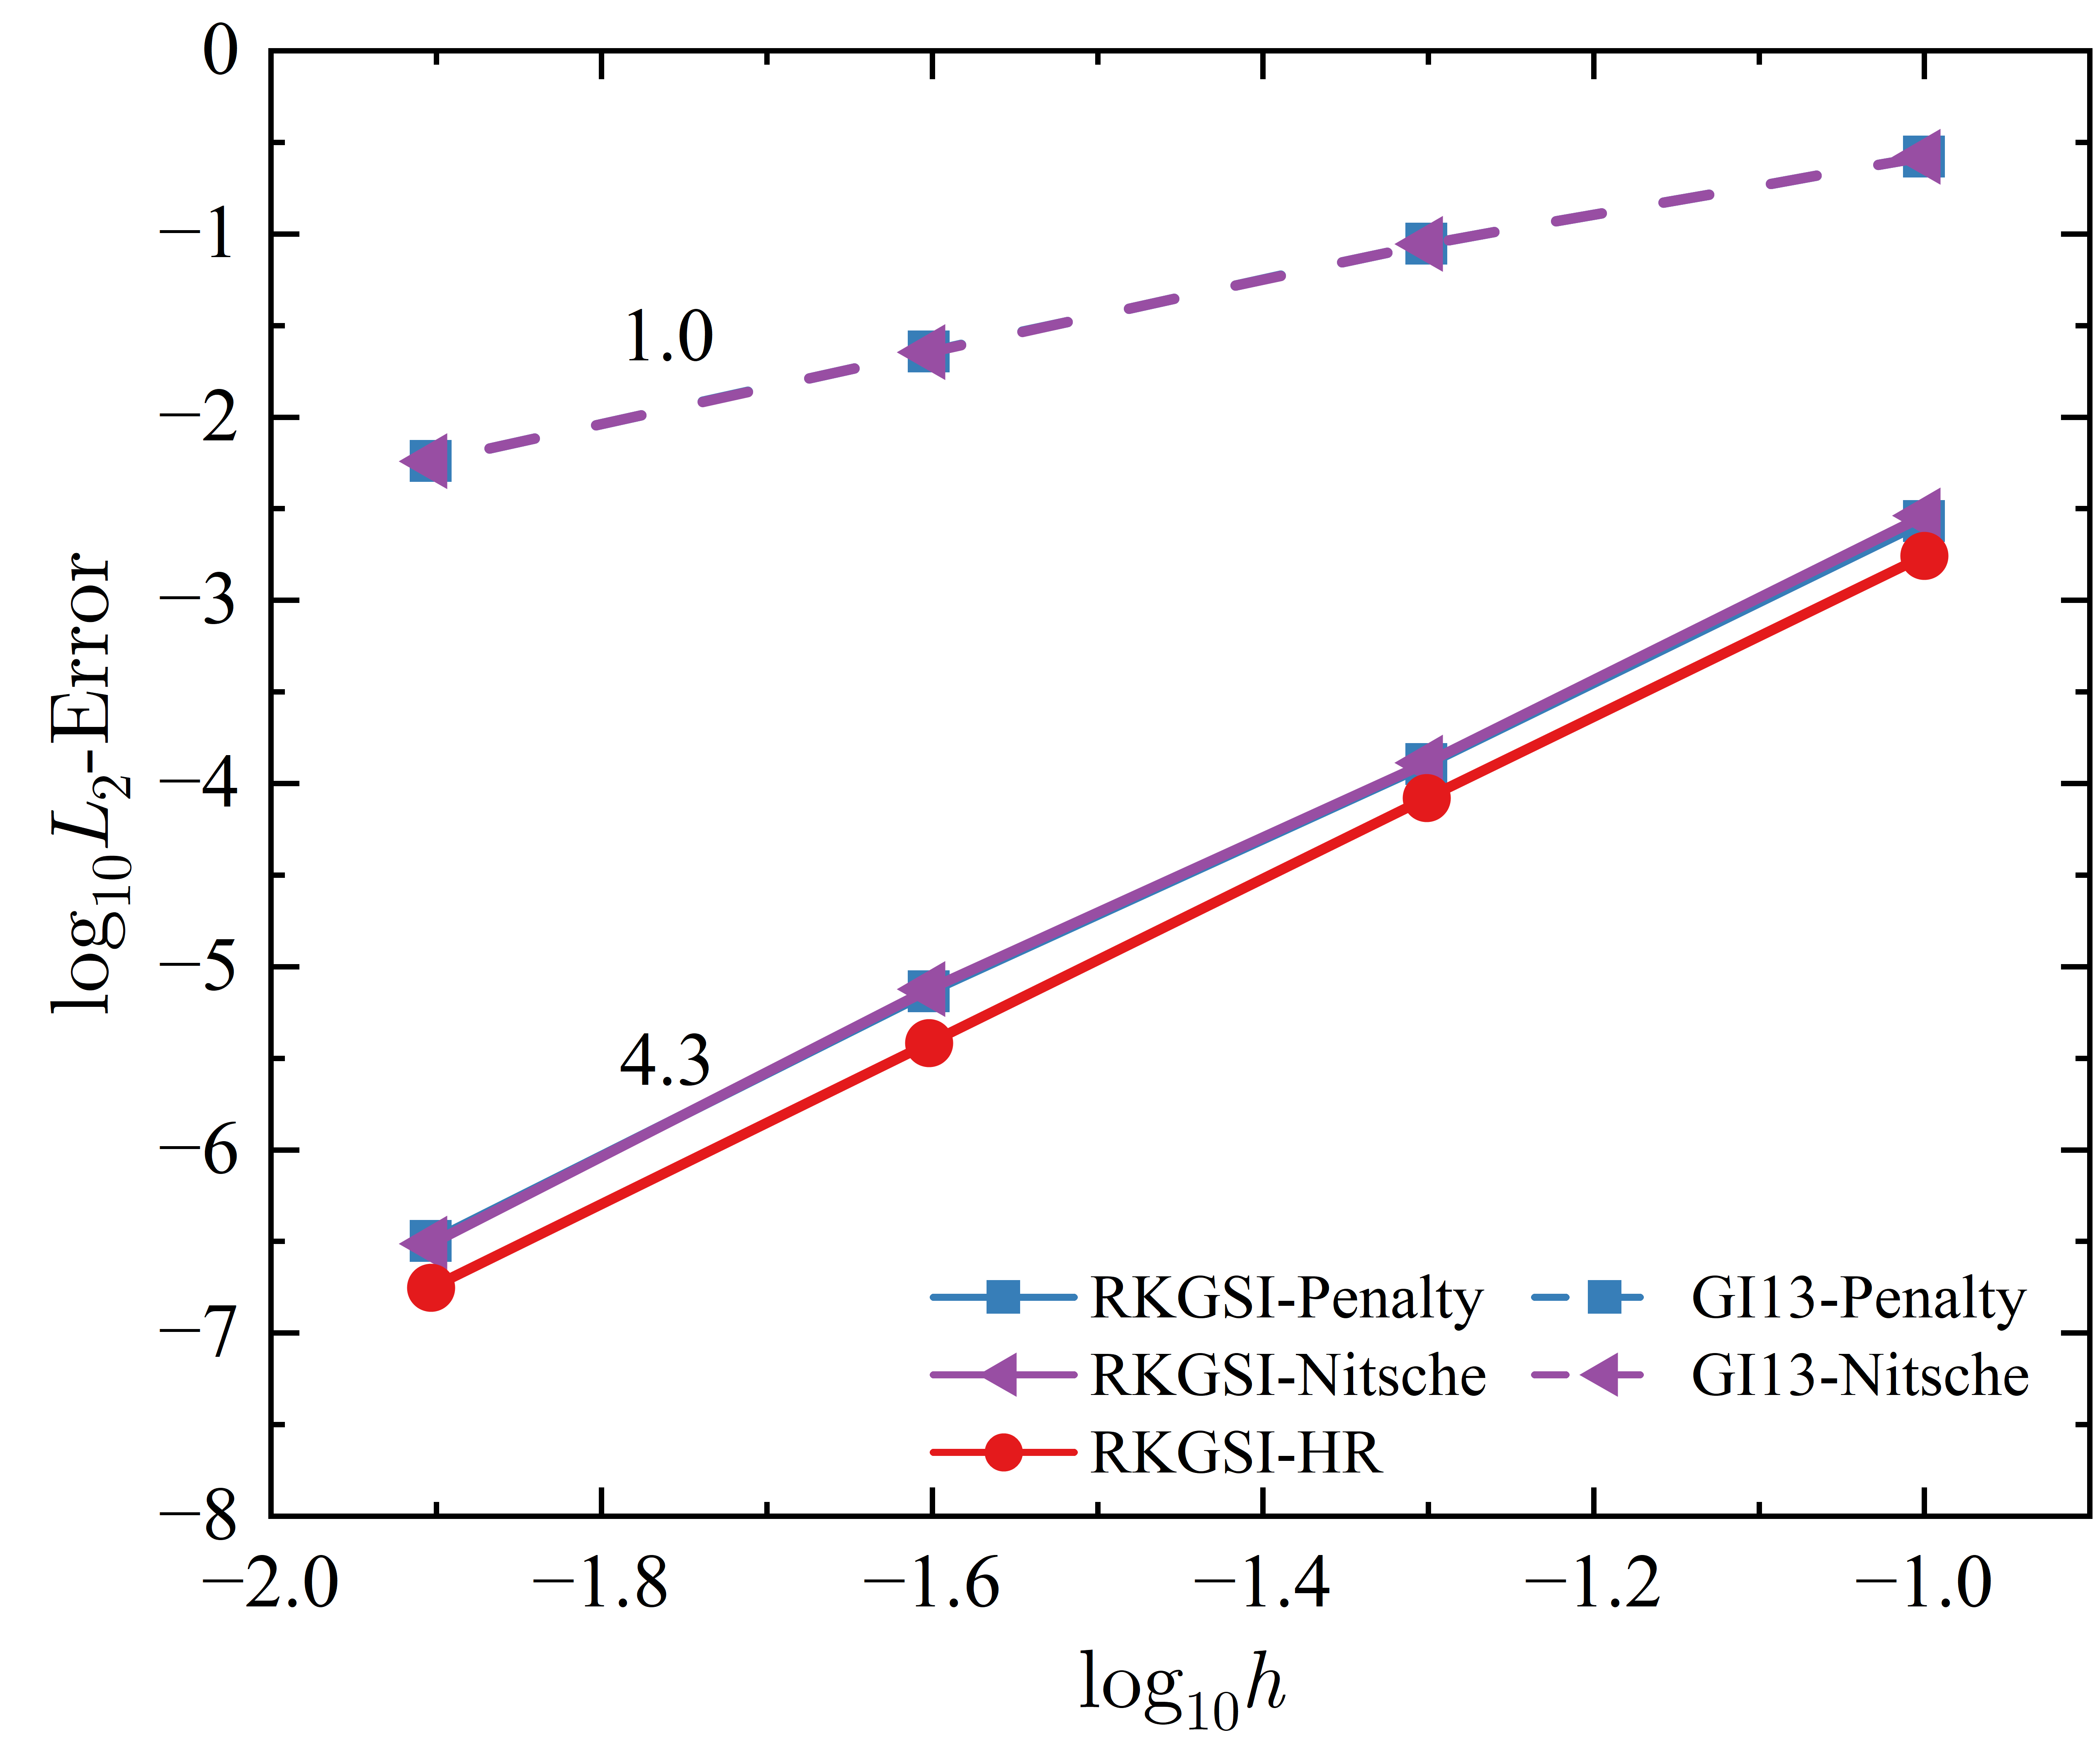 0
−1
−2
−3
−4
−5
−6
−7
−8
log₁₀L₂-Error
1.0
4.3
RKGSI-Penalty
GI13-Penalty
RKGSI-Nitsche
GI13-Nitsche
RKGSI-HR
−2.0
−1.8
−1.6
−1.4
−1.2
−1.0
log₁₀h